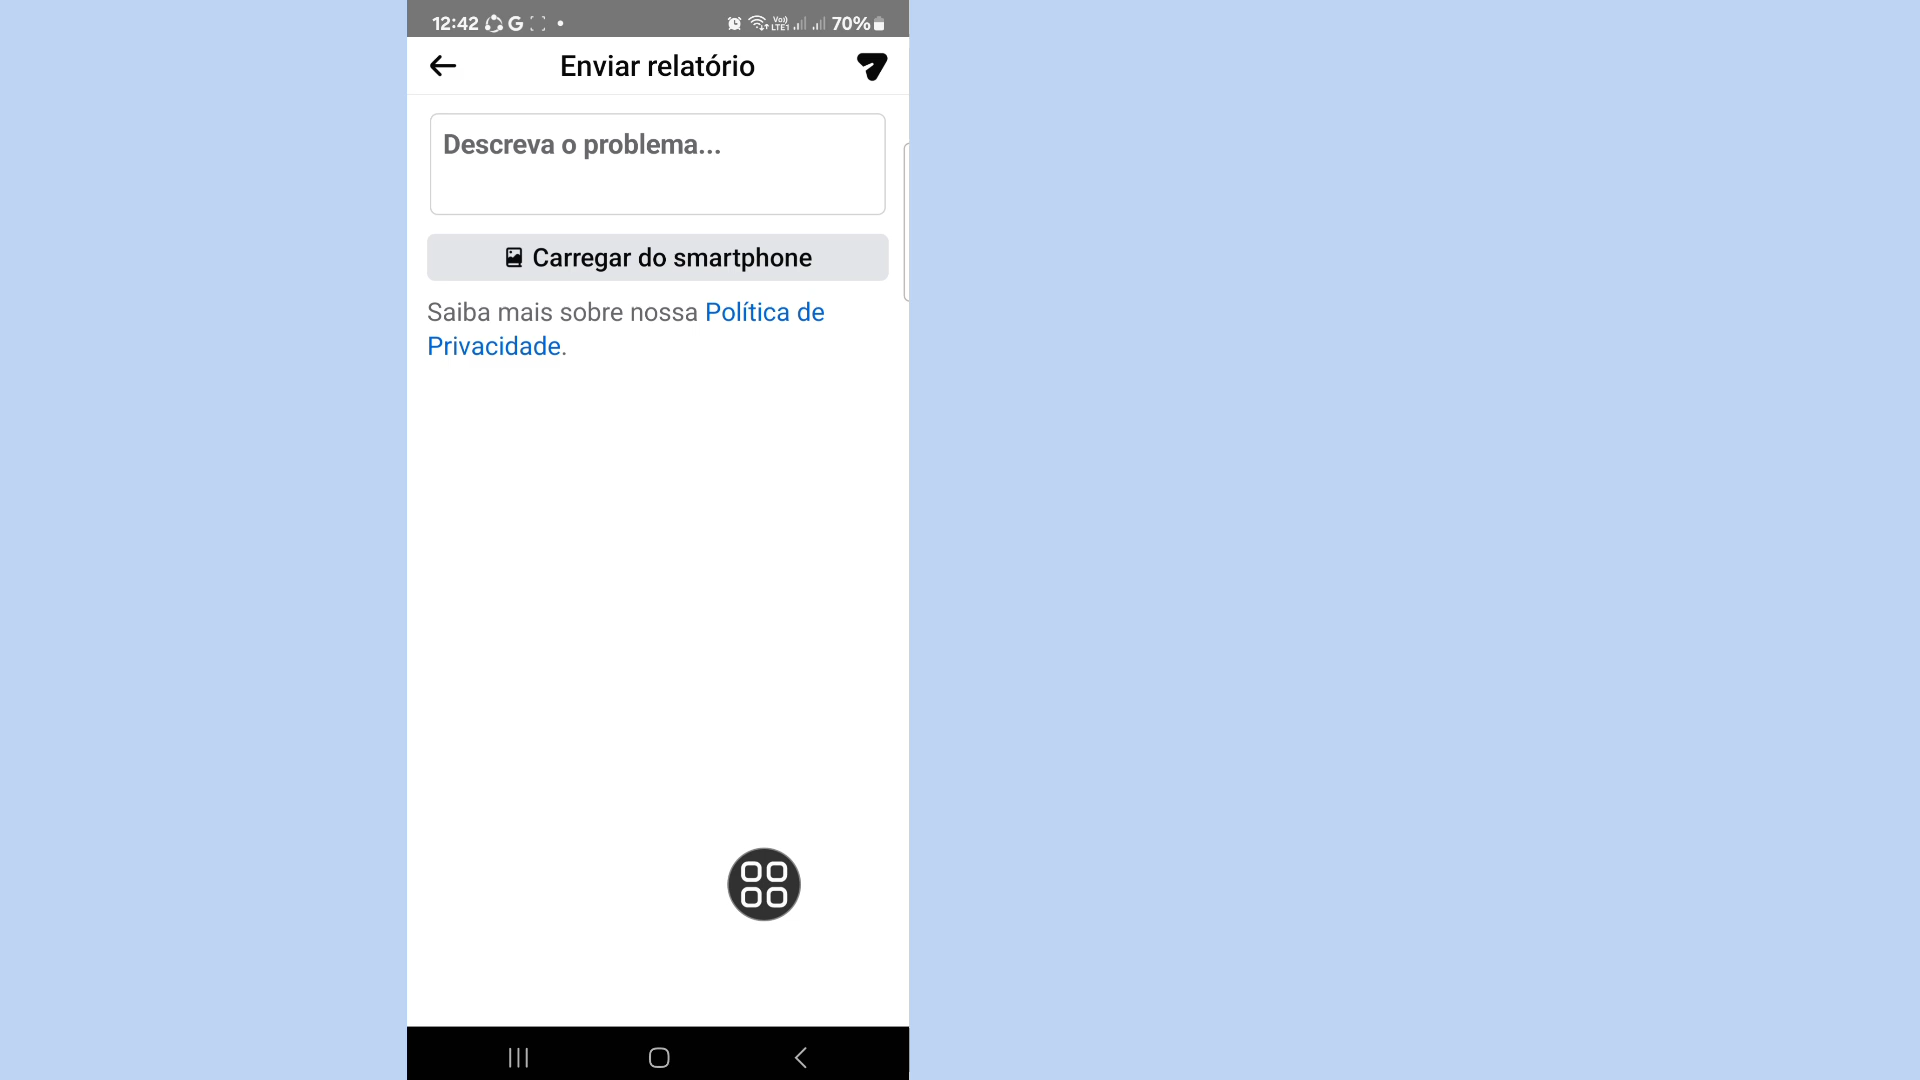 12:42 G 70%
Enviar relatório
Descreva o problema...
Carregar do smartphone
Saiba mais sobre nossa Política de
Privacidade.